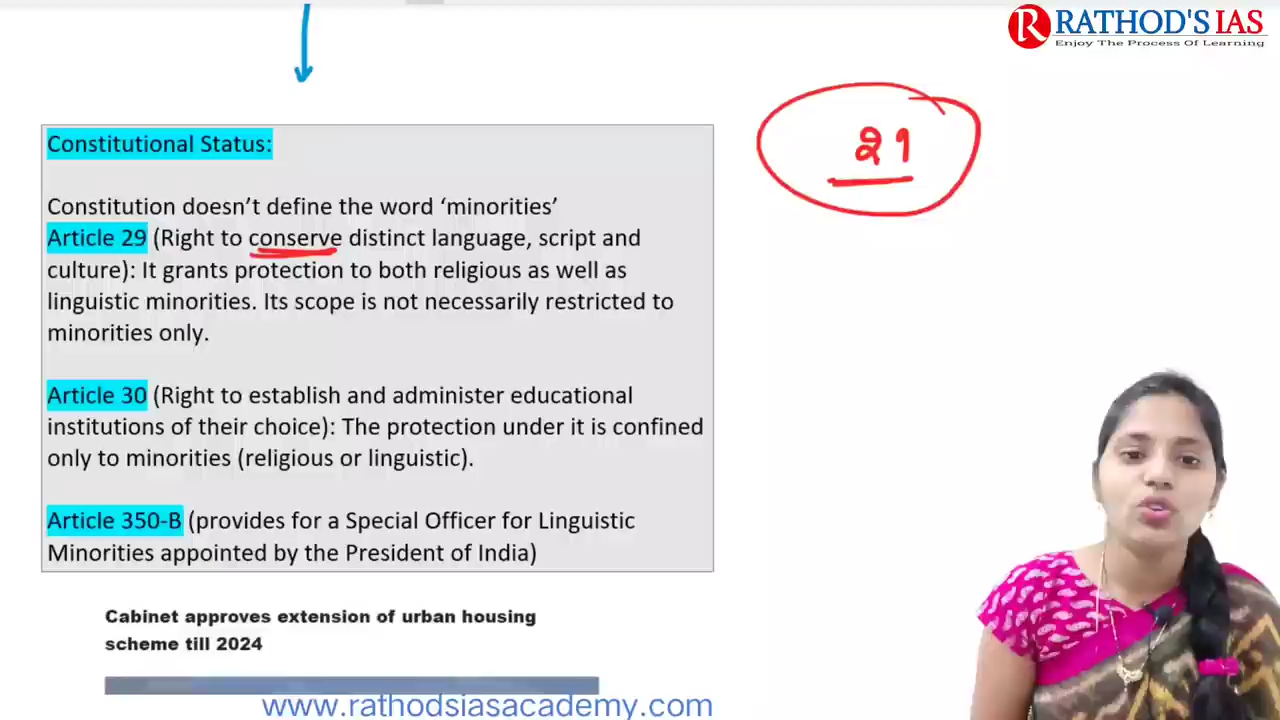 RATHOD'S IAS
Enjoy The Process Of Learning
21
Constitutional Status:
Constitution doesn’t define the word ‘minorities’
Article 29 (Right to conserve distinct language, script and
culture): It grants protection to both religious as well as
linguistic minorities. Its scope is not necessarily restricted to
minorities only.
Article 30 (Right to establish and administer educational
institutions of their choice): The protection under it is confined
only to minorities (religious or linguistic).
Article 350-B (provides for a Special Officer for Linguistic
Minorities appointed by the President of India)
Cabinet approves extension of urban housing
scheme till 2024
www.rathodsiasacademy.com